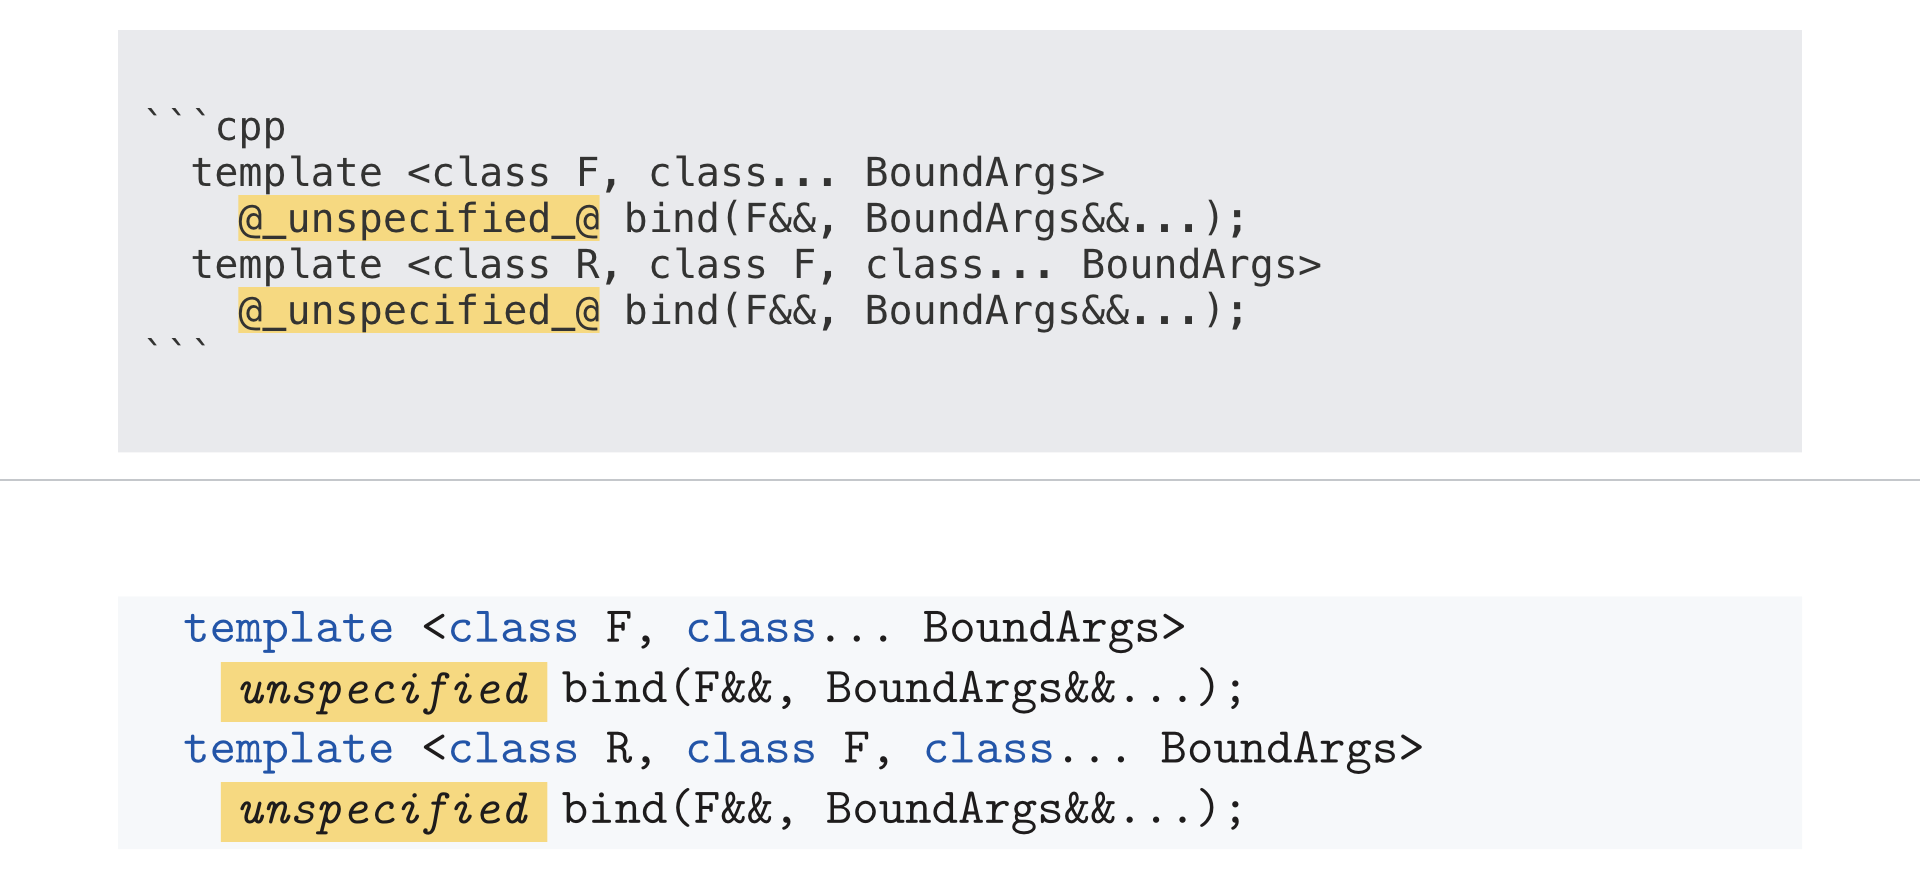 ```cpp
  template <class F, class... BoundArgs>
    @_unspecified_@ bind(F&&, BoundArgs&&...);
  template <class R, class F, class... BoundArgs>
    @_unspecified_@ bind(F&&, BoundArgs&&...);
```
template <class F, class... BoundArgs>
  unspecified bind(F&&, BoundArgs&&...);
template <class R, class F, class... BoundArgs>
  unspecified bind(F&&, BoundArgs&&...);